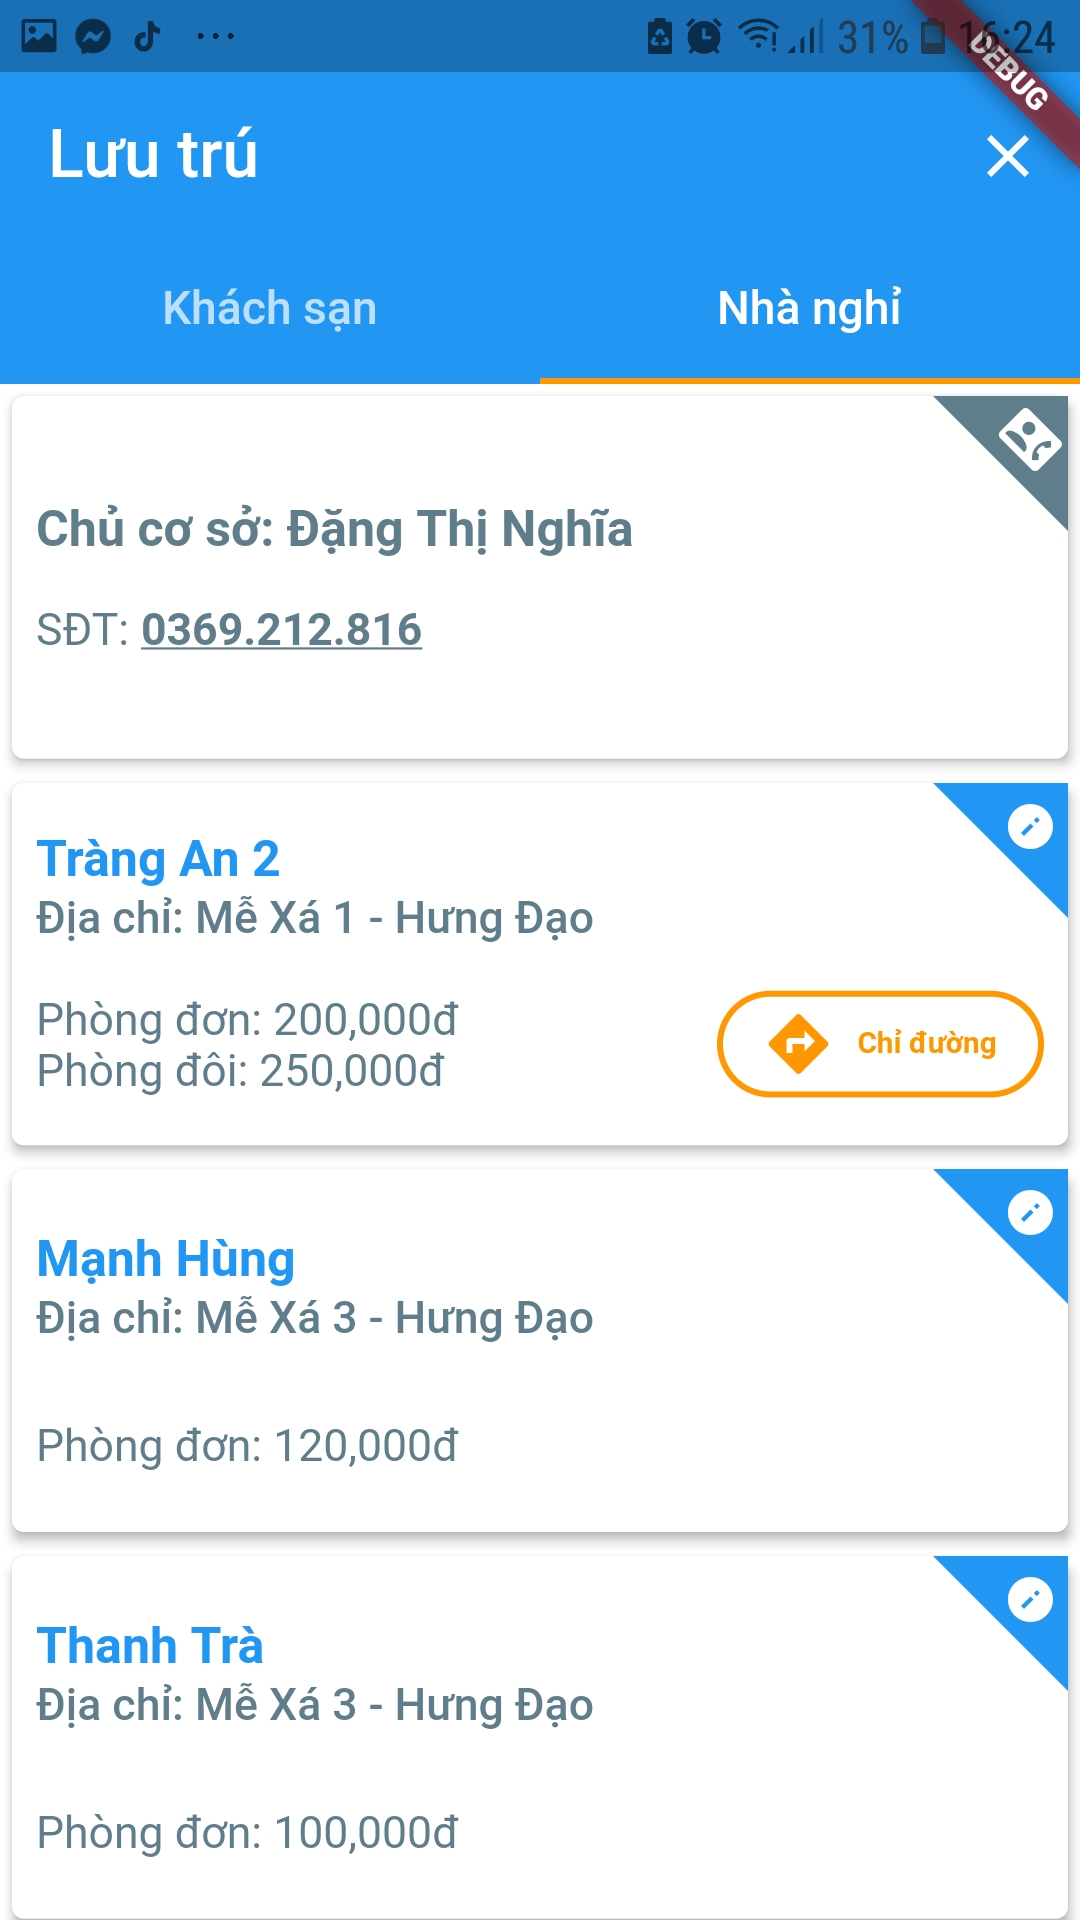 31% 16:24
DEBUG
Lưu trú
Khách sạn
Nhà nghỉ
Chủ cơ sở: Đặng Thị Nghĩa
SĐT: 0369.212.816
Tràng An 2
Địa chỉ: Mễ Xá 1 - Hưng Đạo
Phòng đơn: 200,000đ
Phòng đôi: 250,000đ
Chỉ đường
Mạnh Hùng
Địa chỉ: Mễ Xá 3 - Hưng Đạo
Phòng đơn: 120,000đ
Thanh Trà
Địa chỉ: Mễ Xá 3 - Hưng Đạo
Phòng đơn: 100,000đ